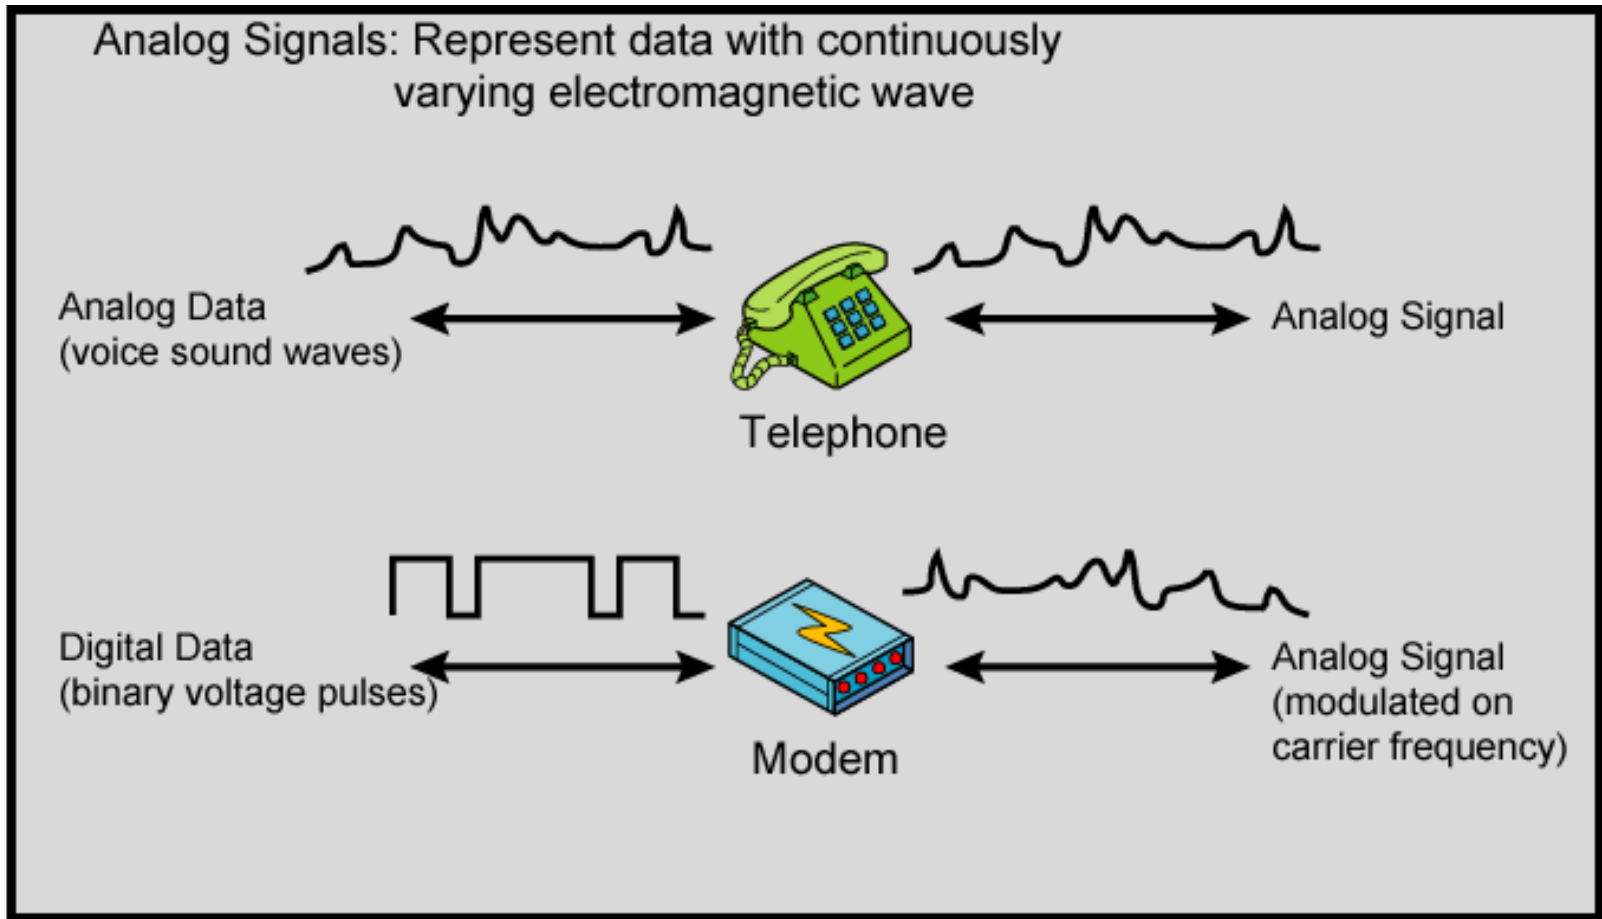 Analog Signals: Represent data with continuously
varying electromagnetic wave
Analog Data
(voice sound waves)
Telephone
Analog Signal
Digital Data
(binary voltage pulses)
Modem
Analog Signal
(modulated on
carrier frequency)